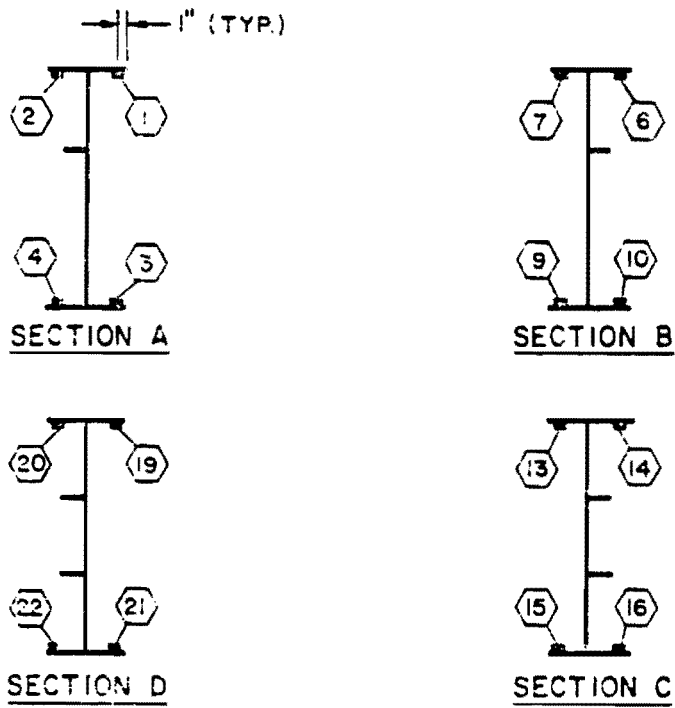 1" (TYP.)
2 1
7 6
4 3
9 10
SECTION A
SECTION B
20 19
13 14
22 21
15 16
SECTION D
SECTION C